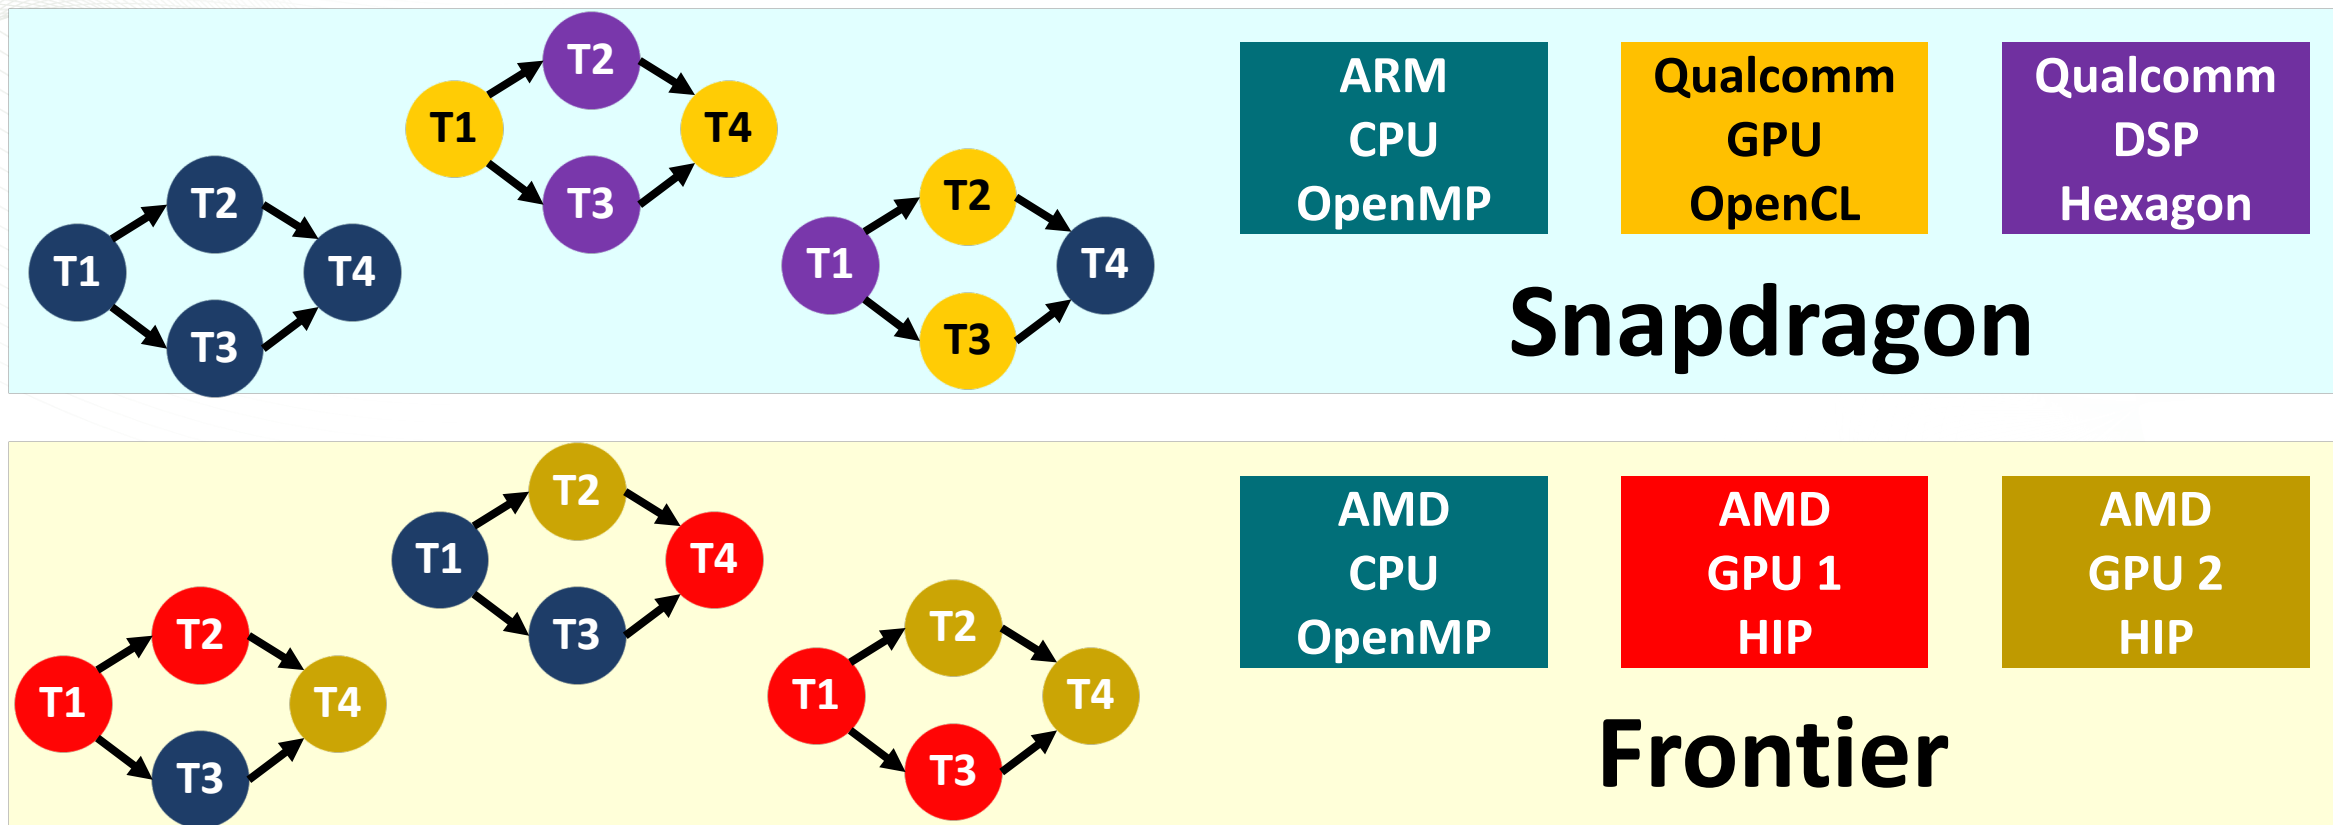 T1
T2
T3
T4
T1
T2
T3
T4
T1
T2
T3
T4
ARM
CPU
OpenMP
Qualcomm
GPU
OpenCL
Qualcomm
DSP
Hexagon
Snapdragon
T1
T2
T3
T4
T1
T2
T3
T4
T1
T2
T3
T4
AMD
CPU
OpenMP
AMD
GPU 1
HIP
AMD
GPU 2
HIP
Frontier